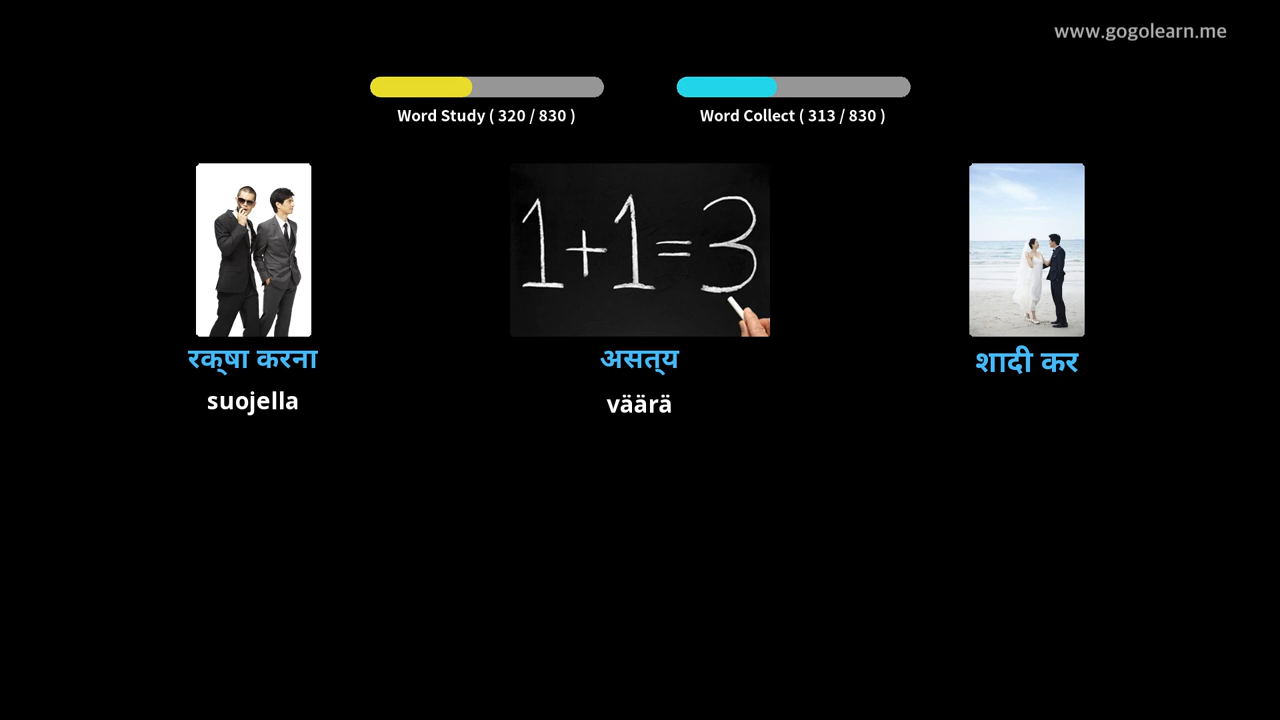 www.gogolearn.me
Word Study ( 320 / 830 )
Word Collect ( 313 / 830 )
1+1=3
रक्षा करना
असत्य
शादी कर
suojella
väärä